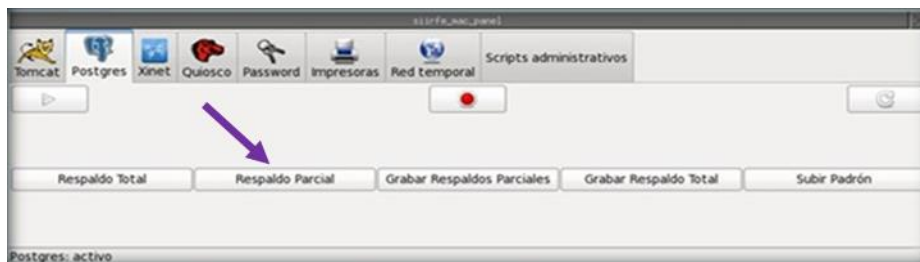 siirfe_mac_panel
Tomcat Postgres Xinet Quiosco Password Impresoras Red temporal Scripts administrativos
Respaldo Total Respaldo Parcial Grabar Respaldos Parciales Grabar Respaldo Total Subir Padrón
Postgres: activo